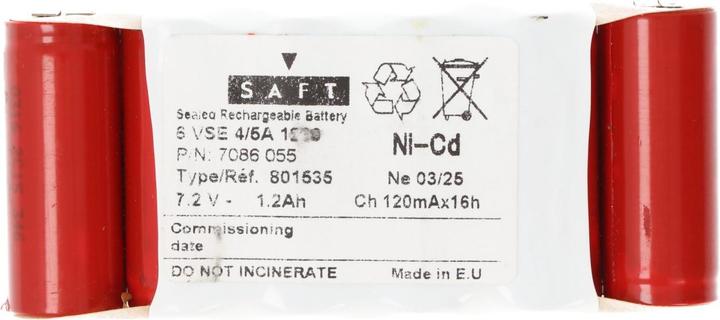 SAFT
Sealed Rechargeable Battery
6 VSE 4/5A 1200
P/N: 7086 055
Type/Réf. 801535
7.2 V - 1.2Ah
Ni-Cd
Ne 03/25
Ch 120mAx16h
Commissioning
date
DO NOT INCINERATE
Made in E.U